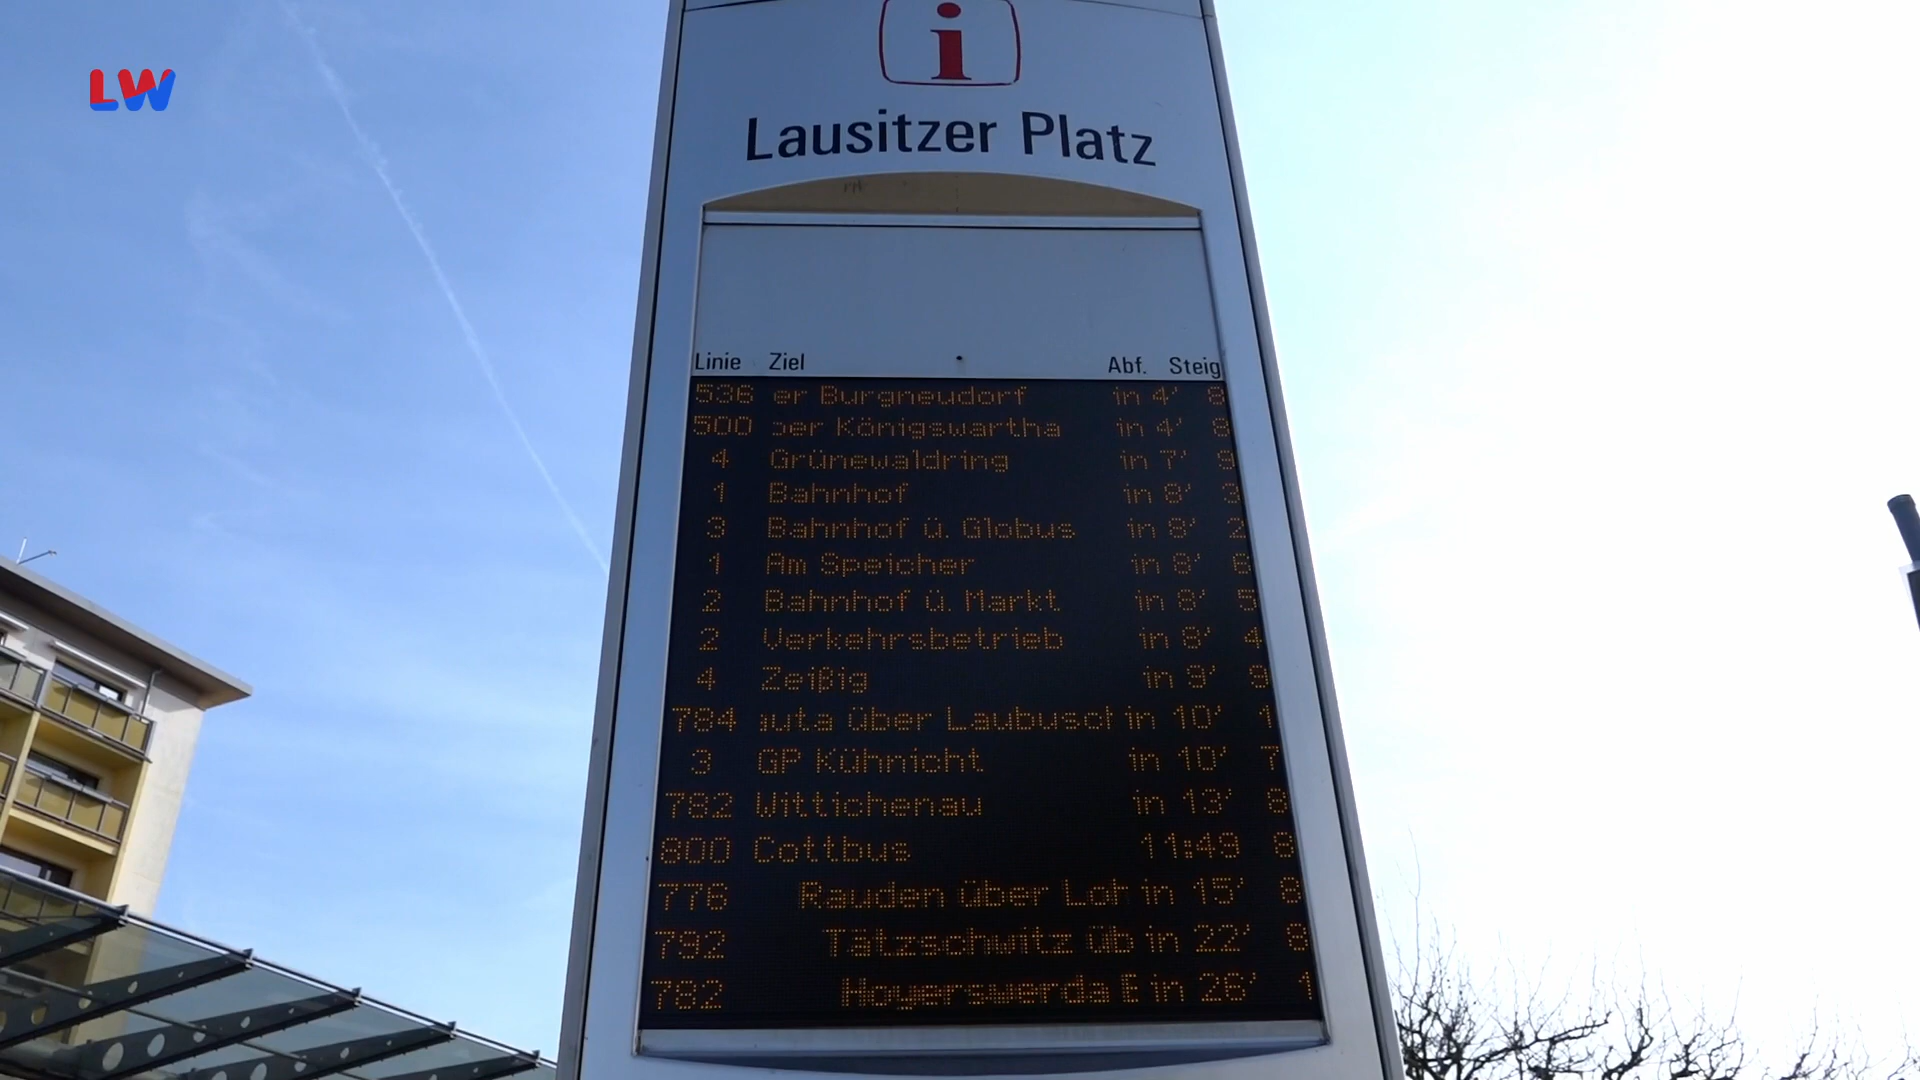 LW
i
Lausitzer Platz
Linie Ziel Abf. Steig
536 er Burgneudorf in 4' 8
500 ber Königswartha in 4' 8
4 Grünewaldring in 7' 9
1 Bahnhof in 8' 3
3 Bahnhof ü. Globus in 8' 2
1 Am Speicher in 8' 6
2 Bahnhof ü. Markt in 8' 5
2 Verkehrsbetrieb in 8' 4
4 Zeißig in 9' 9
784 auta über Laubusch in 10' 1
3 GP Kühnicht in 10' 7
782 Wittichenau in 13' 8
800 Cottbus 11:49 8
776 Rauden über Loh in 15' 8
792 Tätzschwitz üb in 22' 8
782 Hoyerswerda B in 26' 1